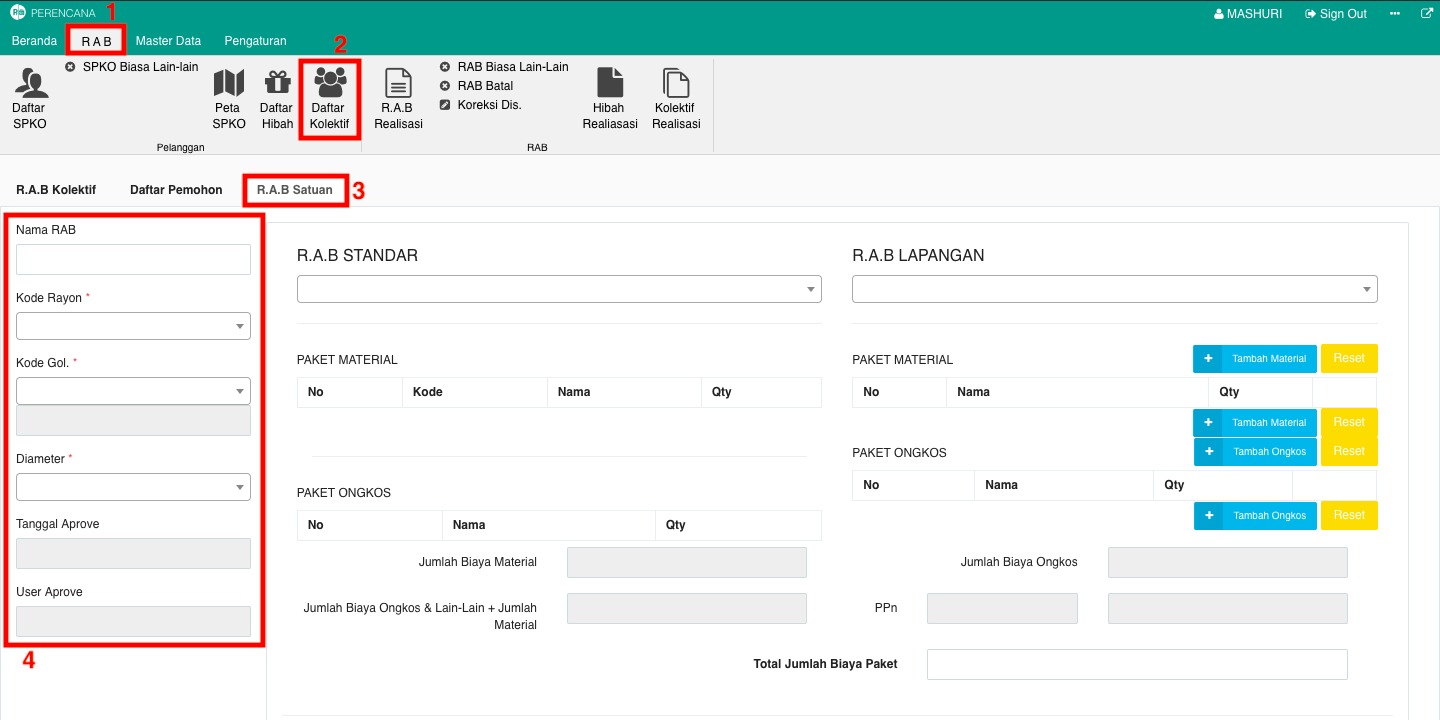 Rm PERENCANA 1
MASHURI Sign Out
Beranda R A B Master Data Pengaturan
2
Daftar
SPKO
SPKO Biasa Lain-lain
Peta
SPKO
Daftar
Hibah
Daftar
Kolektif
Pelanggan
R.A.B
Realisasi
RAB Biasa Lain-Lain
RAB Batal
Koreksi Dis.
Hibah
Realiasasi
Kolektif
Realisasi
RAB
R.A.B Kolektif Daftar Pemohon R.A.B Satuan 3
Nama RAB
Kode Rayon *
Kode Gol. *
Diameter *
Tanggal Aprove
User Aprove
4
R.A.B STANDAR
PAKET MATERIAL
No Kode Nama Qty
PAKET ONGKOS
No Nama Qty
R.A.B LAPANGAN
PAKET MATERIAL + Tambah Material Reset
No Nama Qty
+ Tambah Material Reset
PAKET ONGKOS + Tambah Ongkos Reset
No Nama Qty
+ Tambah Ongkos Reset
Jumlah Biaya Material
Jumlah Biaya Ongkos
Jumlah Biaya Ongkos & Lain-Lain + Jumlah
Material
PPn
Total Jumlah Biaya Paket